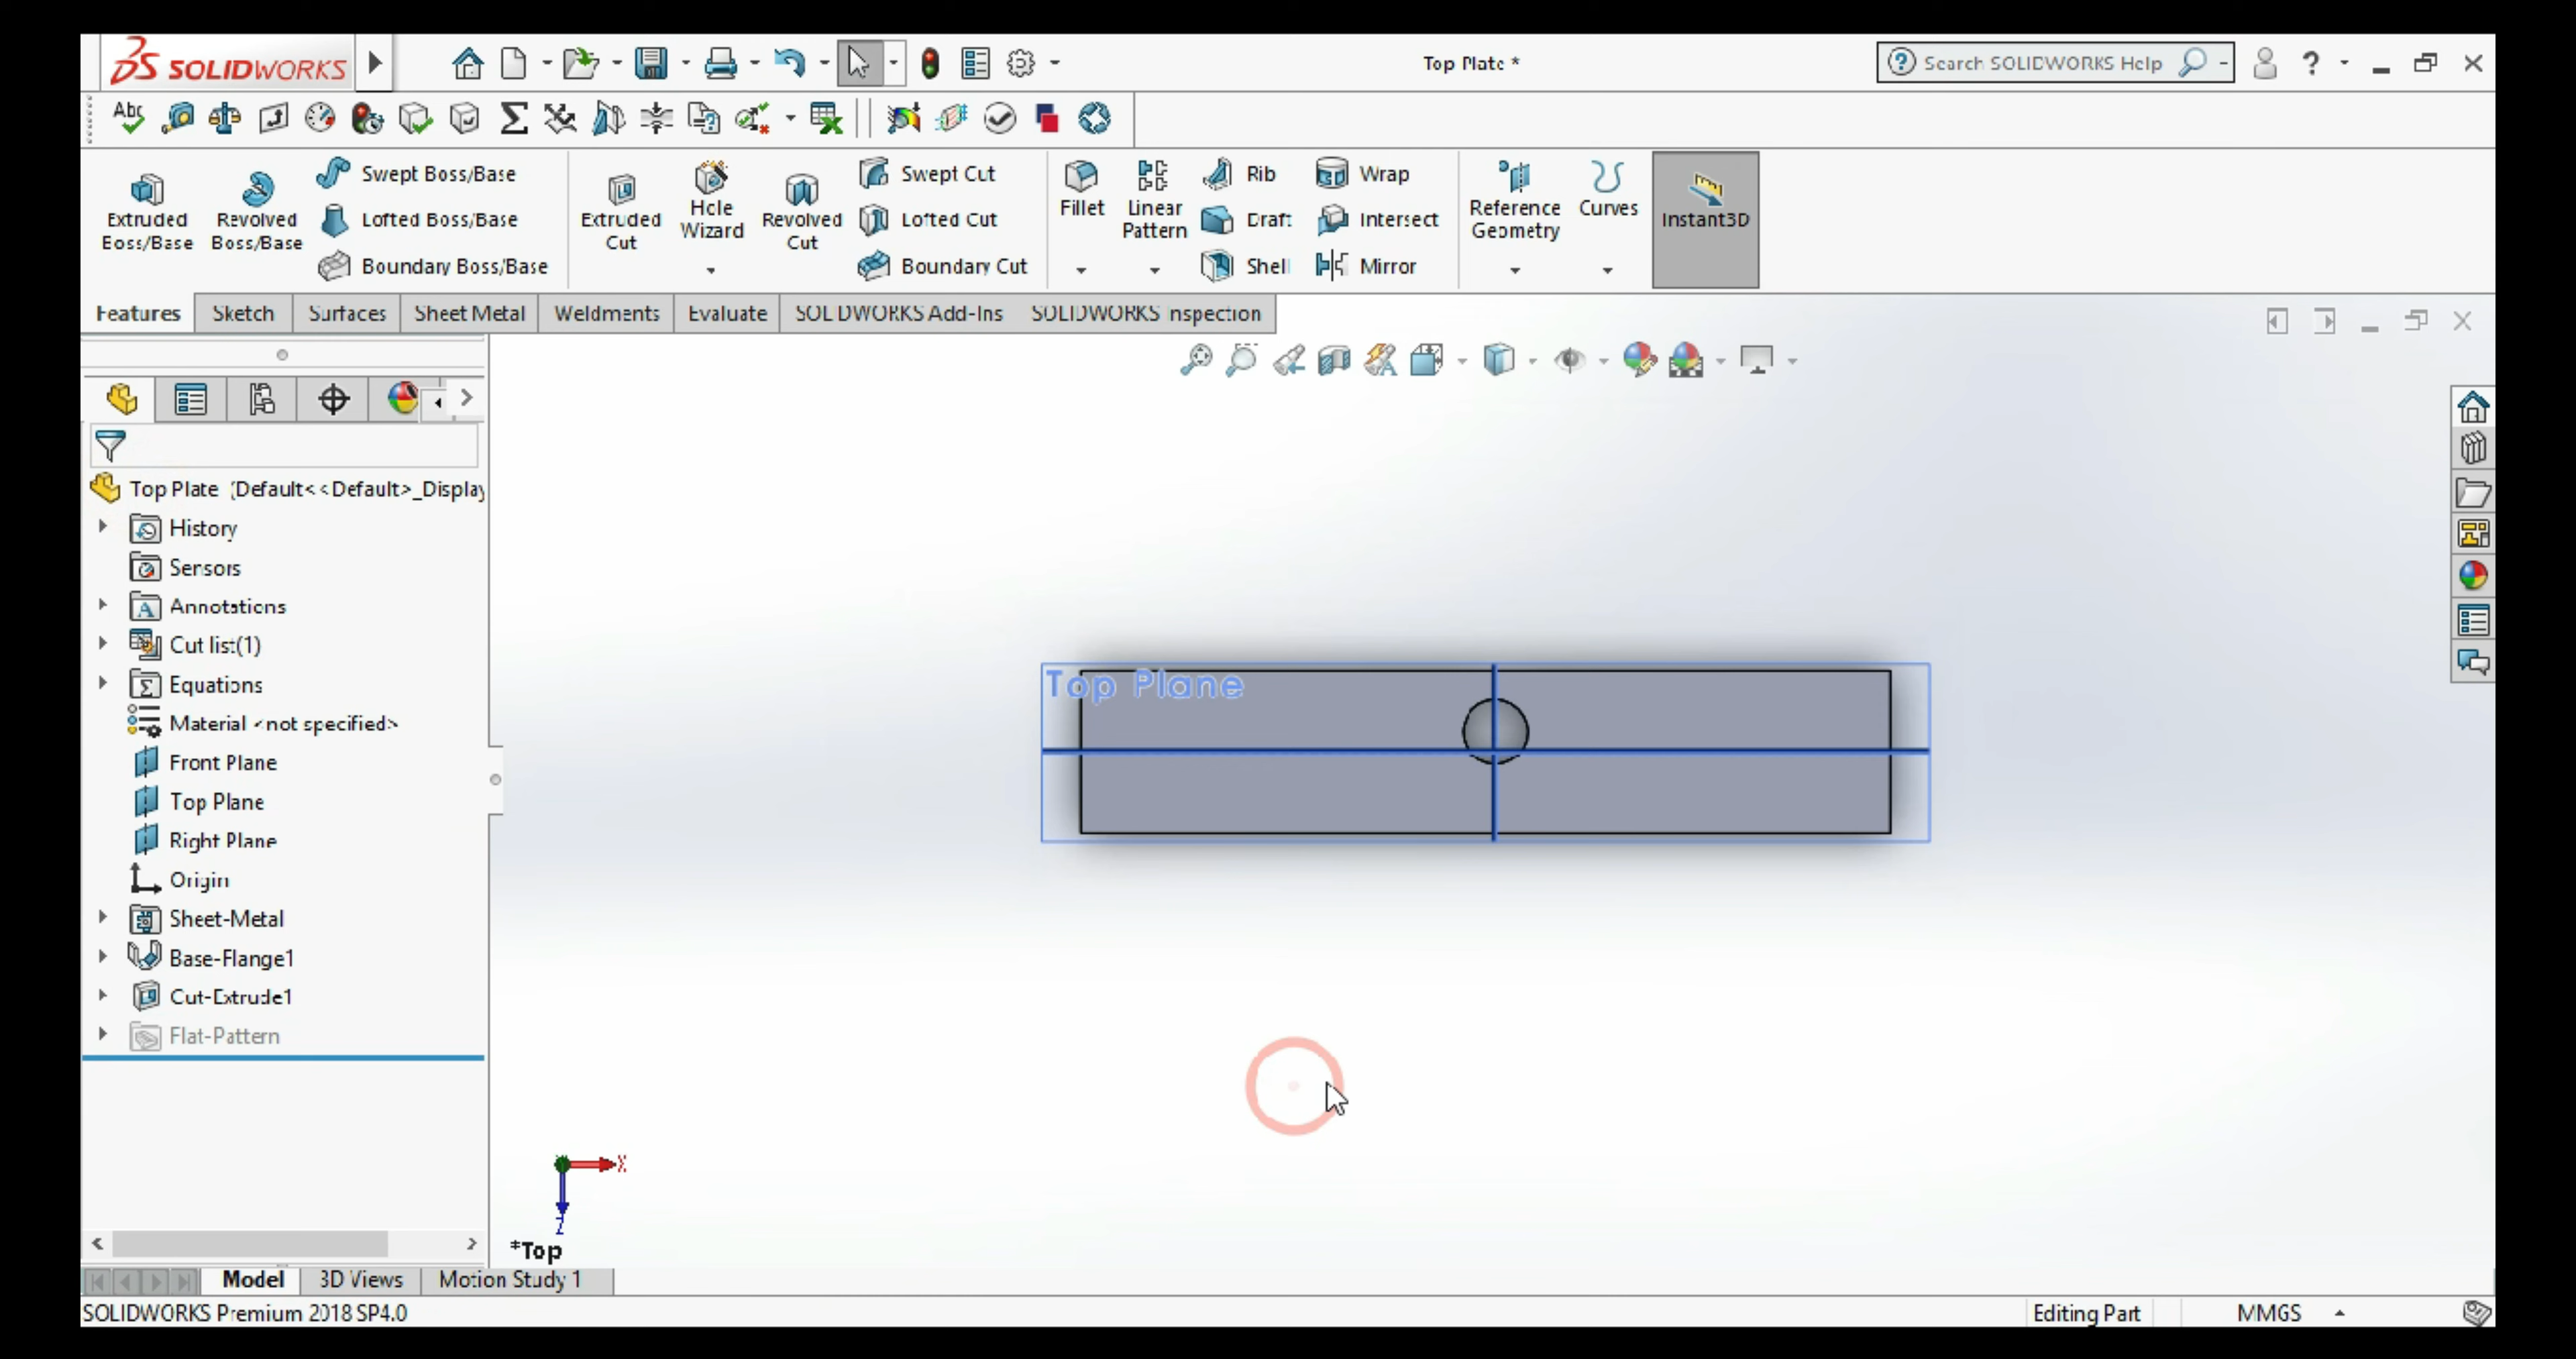 SOLIDWORKS
Top Plate *
Search SOLIDWORKS Help
Abc
Extruded Boss/Base
Revolved Boss/Base
Swept Boss/Base
Lofted Boss/Base
Boundary Boss/Base
Extruded Cut
Hole Wizard
Revolved Cut
Swept Cut
Lofted Cut
Boundary Cut
Fillet
Linear Pattern
Rib
Draft
Shell
Wrap
Intersect
Mirror
Reference Geometry
Curves
Instant3D
Features Sketch Surfaces Sheet Metal Weldments Evaluate SOLIDWORKS Add-Ins SOLIDWORKS Inspection
Top Plate (Default<<Default>_Display
History
Sensors
Annotations
Cut list(1)
Equations
Material <not specified>
Front Plane
Top Plane
Right Plane
Origin
Sheet-Metal
Base-Flange1
Cut-Extrude1
Flat-Pattern
Top Plane
X
Z
*Top
Model 3D Views Motion Study 1
SOLIDWORKS Premium 2018 SP4.0
Editing Part
MMGS